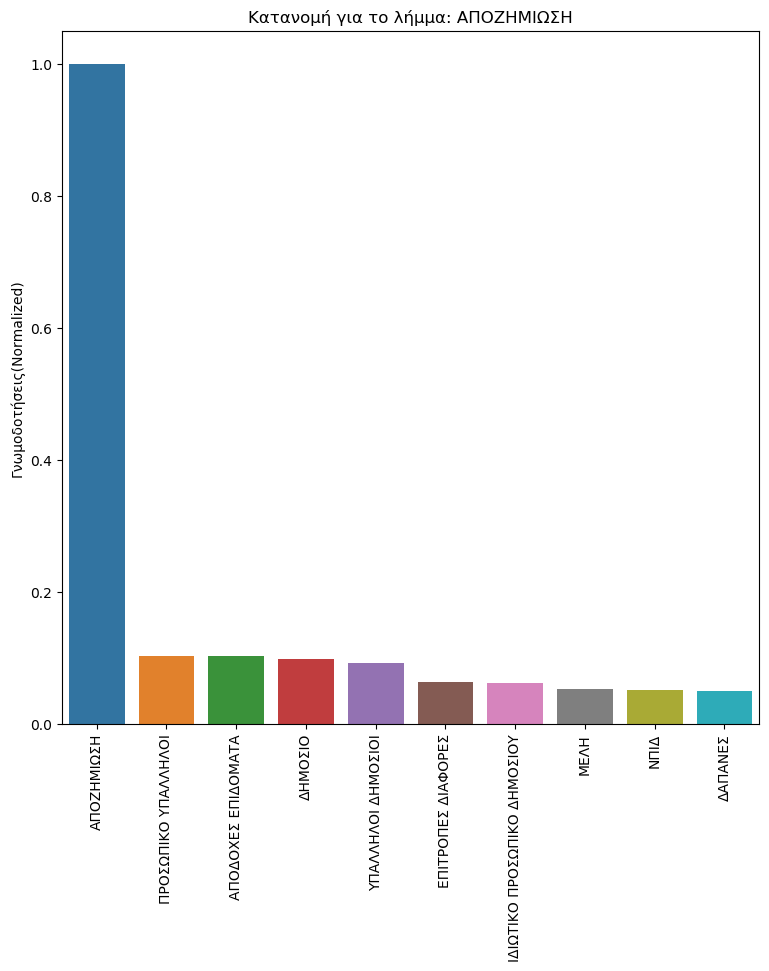 Κατανομή για το λήμμα: ΑΠΟΖΗΜΙΩΣΗ
Γνωμοδοτήσεις(Normalized)
1.0
0.8
0.6
0.4
0.2
0.0
ΑΠΟΖΗΜΙΩΣΗ
ΠΡΟΣΩΠΙΚΟ ΥΠΑΛΛΗΛΟΙ
ΑΠΟΔΟΧΕΣ ΕΠΙΔΟΜΑΤΑ
ΔΗΜΟΣΙΟ
ΥΠΑΛΛΗΛΟΙ ΔΗΜΟΣΙΟΙ
ΕΠΙΤΡΟΠΕΣ ΔΙΑΦΟΡΕΣ
ΙΔΙΩΤΙΚΟ ΠΡΟΣΩΠΙΚΟ ΔΗΜΟΣΙΟΥ
ΜΕΛΗ
ΝΠΙΔ
ΔΑΠΑΝΕΣ